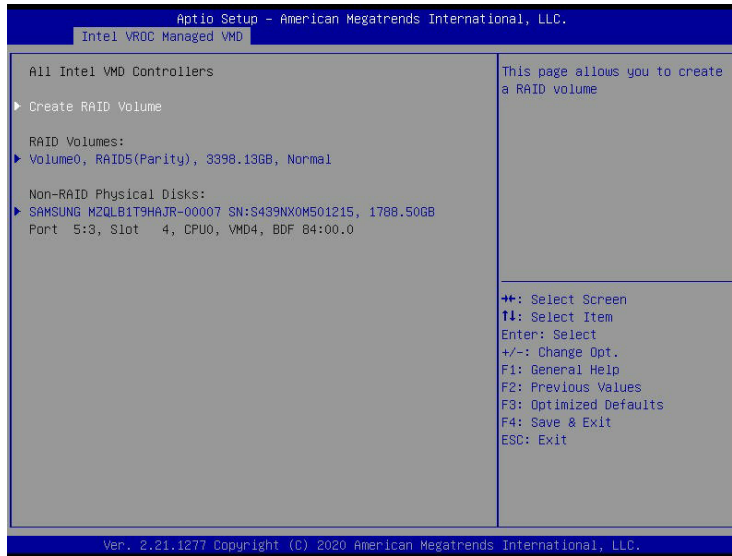 Aptio Setup – American Megatrends International, LLC.
Intel VROC Managed VMD
All Intel VMD Controllers
Create RAID Volume
RAID Volumes:
Volume0, RAID5(Parity), 3398.13GB, Normal
Non-RAID Physical Disks:
SAMSUNG MZQLB1T9HAJR-00007 SN:S439NX0M501215, 1788.50GB
Port 5:3, Slot 4, CPU0, VMD4, BDF 84:00.0
This page allows you to create
a RAID volume
→←: Select Screen
↑↓: Select Item
Enter: Select
+/-: Change Opt.
F1: General Help
F2: Previous Values
F3: Optimized Defaults
F4: Save & Exit
ESC: Exit
Ver. 2.21.1277 Copyright (C) 2020 American Megatrends International, LLC.